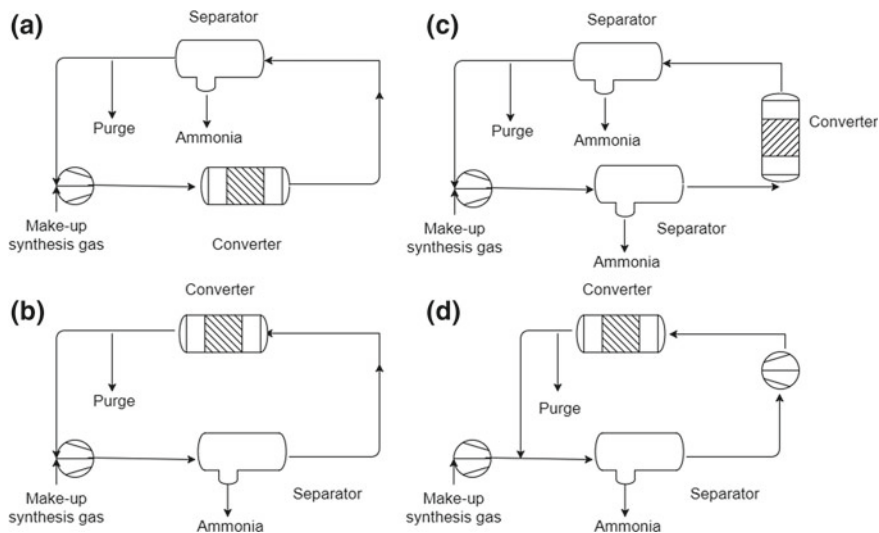 (a)
Separator
Purge
Ammonia
Make-up
synthesis gas
Converter
(c)
Separator
Purge
Ammonia
Converter
Make-up
synthesis gas
Separator
Ammonia
(b)
Converter
Purge
Make-up
synthesis gas
Separator
Ammonia
(d)
Converter
Purge
Make-up
synthesis gas
Separator
Ammonia